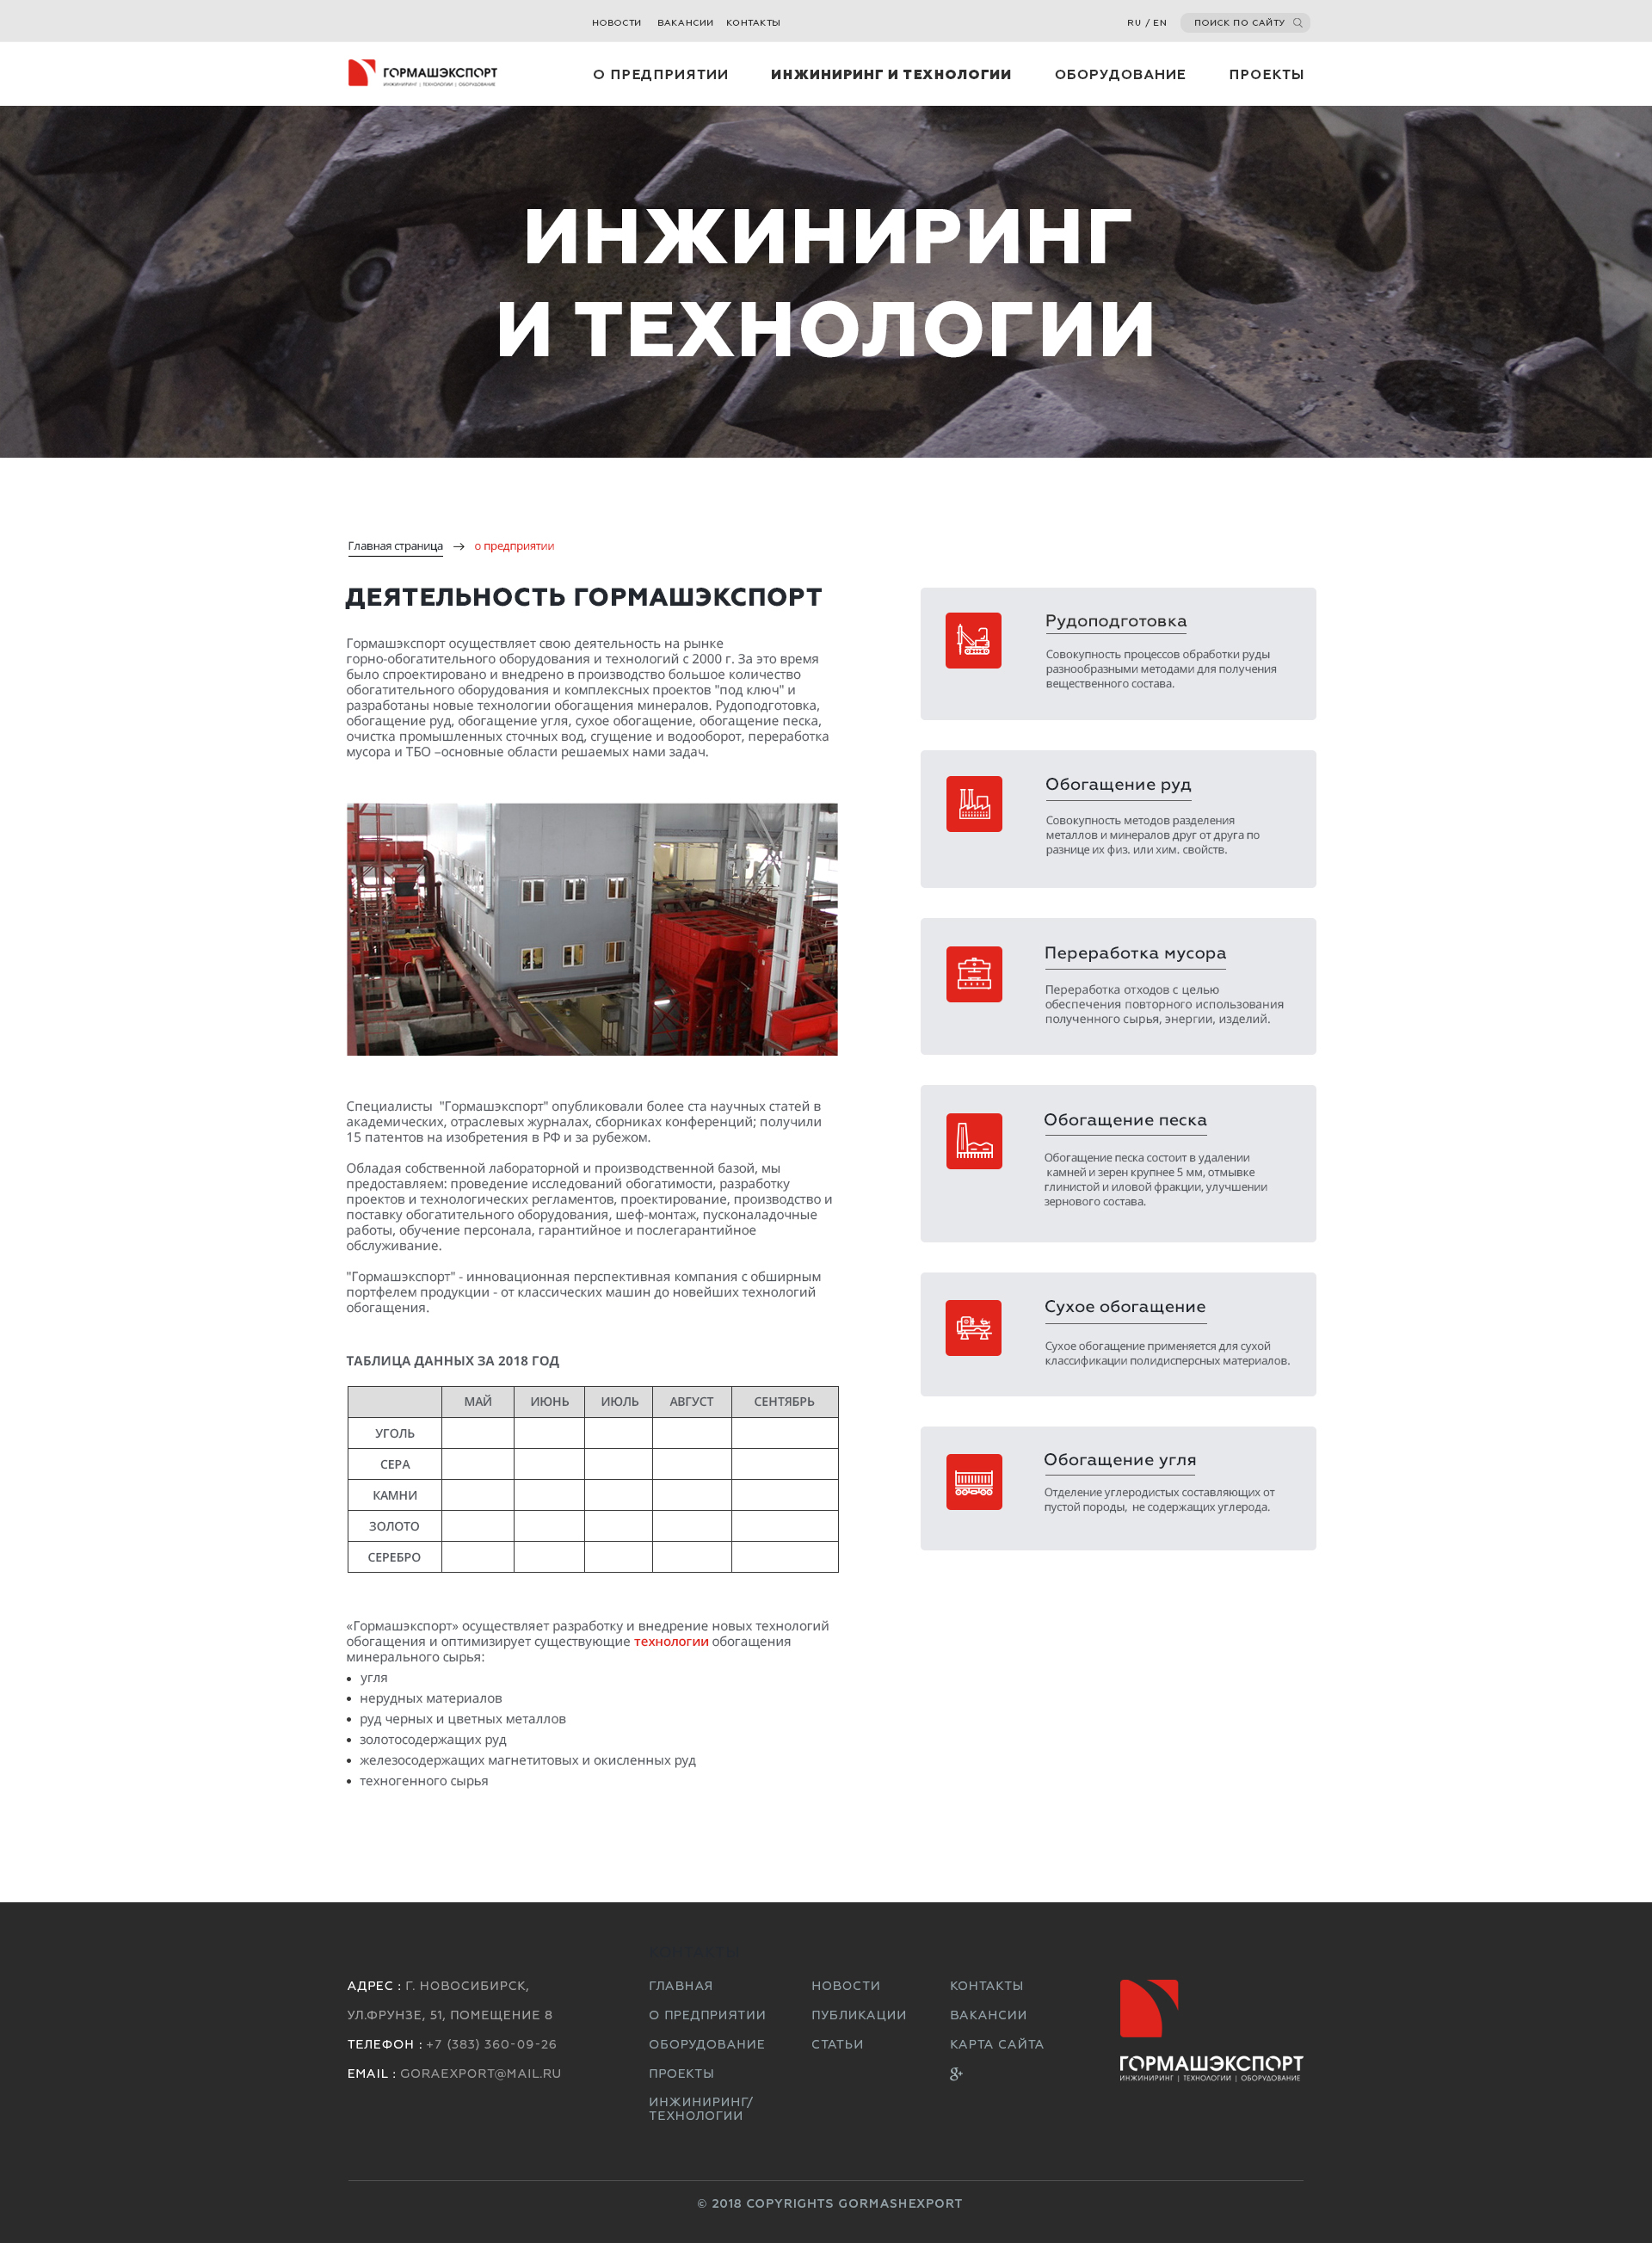 НОВОСТИ ВАКАНСИИ КОНТАКТЫ RU / EN ПОИСК ПО САЙТУ
ГОРМАШЭКСПОРТ
ИНЖИНИРИНГ | ТЕХНОЛОГИИ | ОБОРУДОВАНИЕ
О ПРЕДПРИЯТИИ ИНЖИНИРИНГ И ТЕХНОЛОГИИ ОБОРУДОВАНИЕ ПРОЕКТЫ
ИНЖИНИРИНГ
И ТЕХНОЛОГИИ
Главная страница → о предприятии
ДЕЯТЕЛЬНОСТЬ ГОРМАШЭКСПОРТ
Гормашэкспорт осуществляет свою деятельность на рынке
горно-обогатительного оборудования и технологий с 2000 г. За это время
было спроектировано и внедрено в производство большое количество
обогатительного оборудования и комплексных проектов "под ключ" и
разработаны новые технологии обогащения минералов. Рудоподготовка,
обогащение руд, обогащение угля, сухое обогащение, обогащение песка,
очистка промышленных сточных вод, сгущение и водооборот, переработка
мусора и ТБО –основные области решаемых нами задач.
Специалисты "Гормашэкспорт" опубликовали более ста научных статей в
академических, отраслевых журналах, сборниках конференций; получили
15 патентов на изобретения в РФ и за рубежом.
Обладая собственной лабораторной и производственной базой, мы
предоставляем: проведение исследований обогатимости, разработку
проектов и технологических регламентов, проектирование, производство и
поставку обогатительного оборудования, шеф-монтаж, пусконаладочные
работы, обучение персонала, гарантийное и послегарантийное
обслуживание.
"Гормашэкспорт" - инновационная перспективная компания с обширным
портфелем продукции - от классических машин до новейших технологий
обогащения.
ТАБЛИЦА ДАННЫХ ЗА 2018 ГОД
МАЙ ИЮНЬ ИЮЛЬ АВГУСТ СЕНТЯБРЬ
УГОЛЬ
СЕРА
КАМНИ
ЗОЛОТО
СЕРЕБРО
«Гормашэкспорт» осуществляет разработку и внедрение новых технологий
обогащения и оптимизирует существующие технологии обогащения
минерального сырья:
• угля
• нерудных материалов
• руд черных и цветных металлов
• золотосодержащих руд
• железосодержащих магнетитовых и окисленных руд
• техногенного сырья
Рудоподготовка
Совокупность процессов обработки руды
разнообразными методами для получения
вещественного состава.
Обогащение руд
Совокупность методов разделения
металлов и минералов друг от друга по
разнице их физ. или хим. свойств.
Переработка мусора
Переработка отходов с целью
обеспечения повторного использования
полученного сырья, энергии, изделий.
Обогащение песка
Обогащение песка состоит в удалении
камней и зерен крупнее 5 мм, отмывке
глинистой и иловой фракции, улучшении
зернового состава.
Сухое обогащение
Сухое обогащение применяется для сухой
классификации полидисперсных материалов.
Обогащение угля
Отделение углеродистых составляющих от
пустой породы, не содержащих углерода.
АДРЕС : Г. НОВОСИБИРСК,
УЛ.ФРУНЗЕ, 51, ПОМЕЩЕНИЕ 8
ТЕЛЕФОН : +7 (383) 360-09-26
EMAIL : GORAEXPORT@MAIL.RU
ГЛАВНАЯ
О ПРЕДПРИЯТИИ
ОБОРУДОВАНИЕ
ПРОЕКТЫ
ИНЖИНИРИНГ/
ТЕХНОЛОГИИ
НОВОСТИ
ПУБЛИКАЦИИ
СТАТЬИ
КОНТАКТЫ
ВАКАНСИИ
КАРТА САЙТА
g+
ГОРМАШЭКСПОРТ
ИНЖИНИРИНГ | ТЕХНОЛОГИИ | ОБОРУДОВАНИЕ
© 2018 COPYRIGHTS GORMASHEXPORT